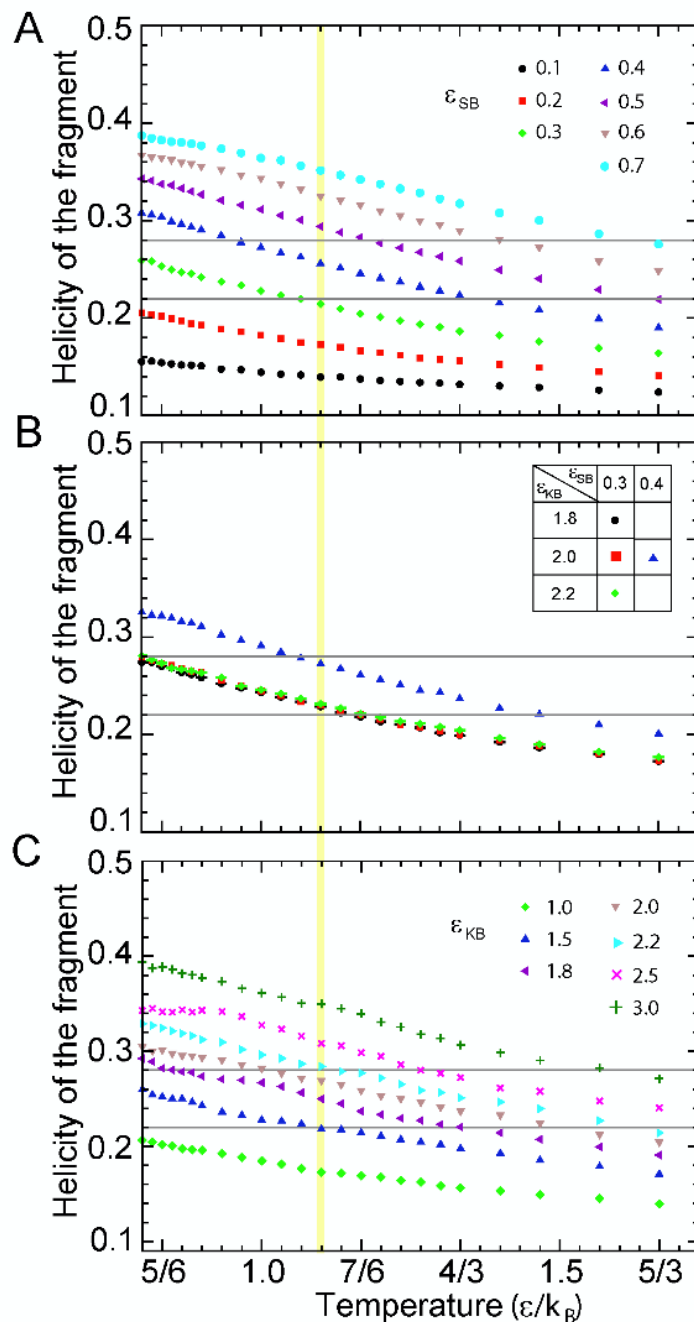 A
0.5
0.4
0.3
0.2
0.1
Helicity of the fragment
εSB
0.1
0.2
0.3
0.4
0.5
0.6
0.7
B
0.5
0.4
0.3
0.2
0.1
Helicity of the fragment
εSB
εKB
0.3 0.4
1.8
2.0
2.2
C
0.5
0.4
0.3
0.2
0.1
Helicity of the fragment
εKB
1.0
1.5
1.8
2.0
2.2
2.5
3.0
5/6 1.0 7/6 4/3 1.5 5/3
Temperature (ε/kB)